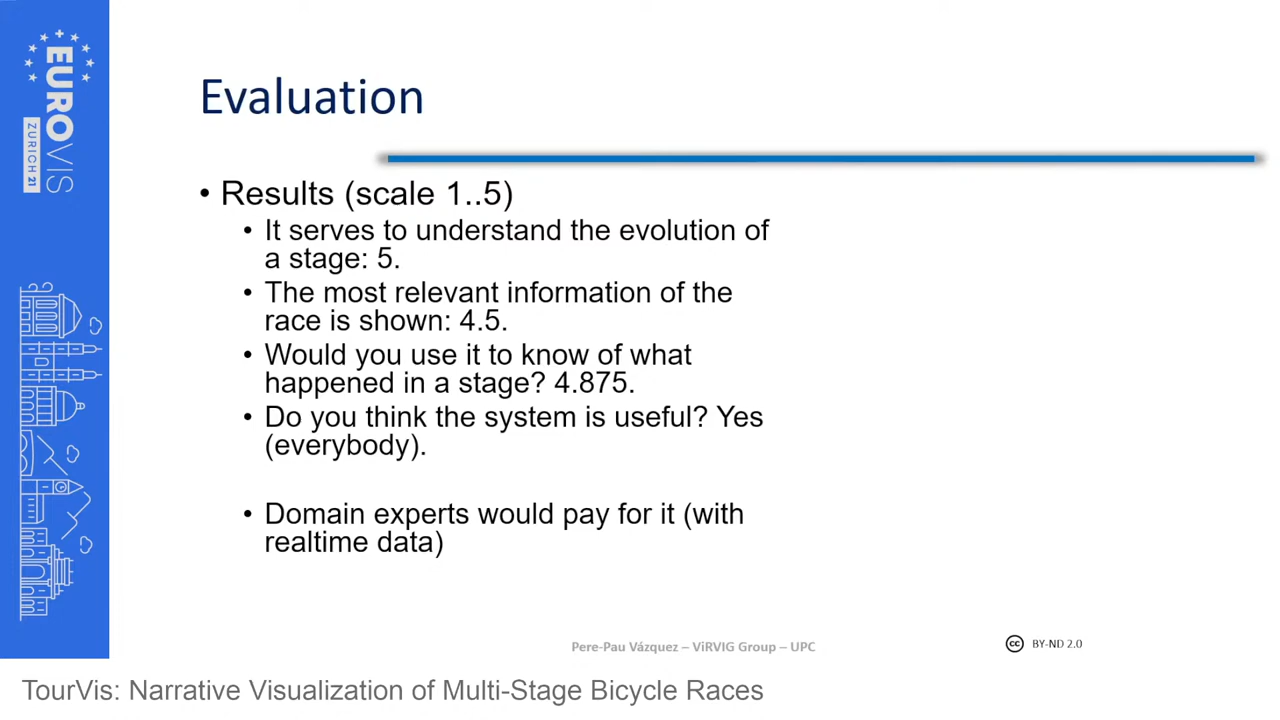 EUROVIS
ZURICH 21
Evaluation
• Results (scale 1..5)
• It serves to understand the evolution of
a stage: 5.
• The most relevant information of the
race is shown: 4.5.
• Would you use it to know of what
happened in a stage? 4.875.
• Do you think the system is useful? Yes
(everybody).
• Domain experts would pay for it (with
realtime data)
Pere-Pau Vázquez – ViRVIG Group – UPC
cc BY-ND 2.0
TourVis: Narrative Visualization of Multi-Stage Bicycle Races